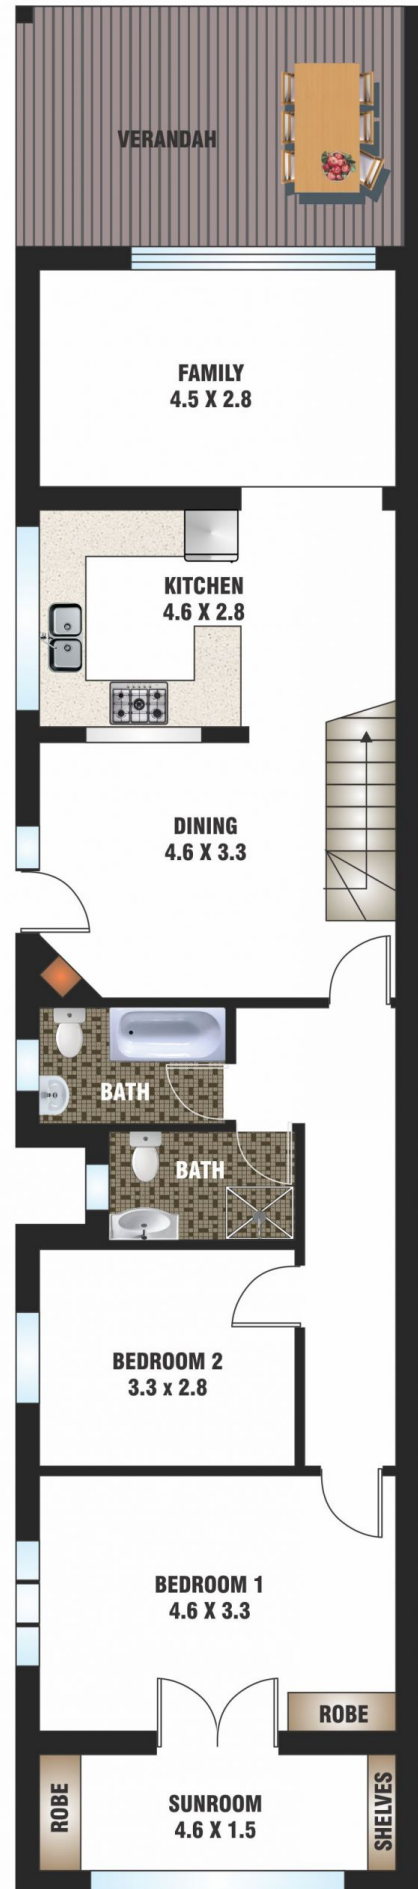 VERANDAH
FAMILY
4.5 X 2.8
KITCHEN
4.6 X 2.8
DINING
4.6 X 3.3
BATH
BATH
BEDROOM 2
3.3 x 2.8
BEDROOM 1
4.6 X 3.3
ROBE
ROBE
SUNROOM
4.6 X 1.5
SHELVES